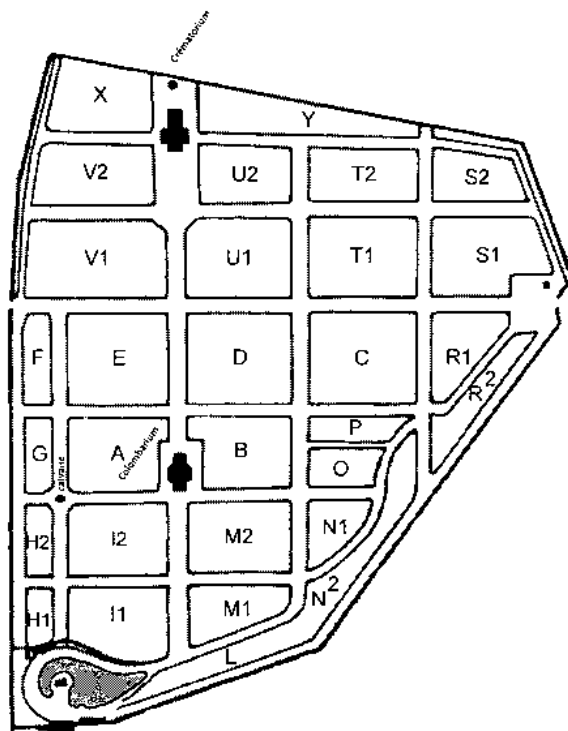 Crématorium
X
Y
V2
U2
T2
S2
V1
U1
T1
S1
F
E
D
C
R1
R2
G
A
Colombarium
B
P
O
calvaire
H2
I2
M2
N1
N2
H1
I1
M1
L